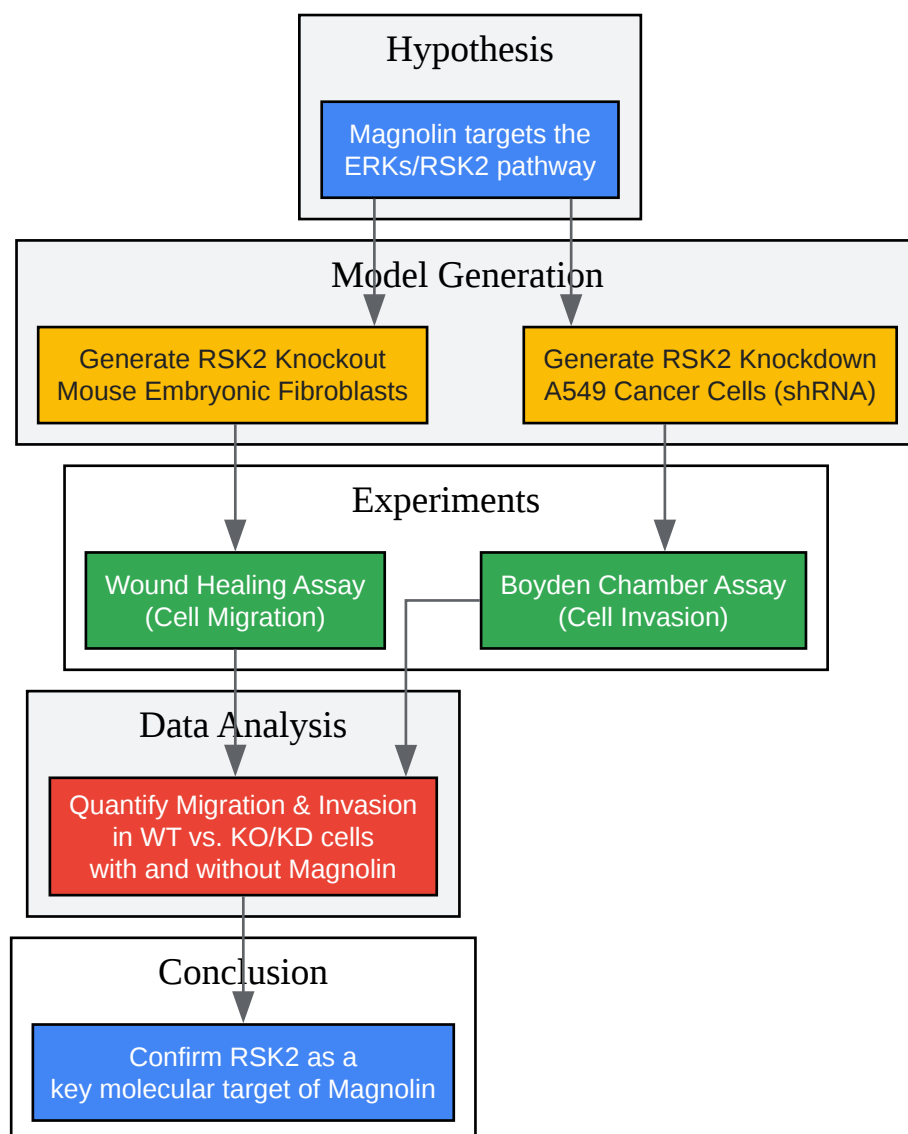 Hypothesis
Magnolin targets the
ERKs/RSK2 pathway
Model Generation
Generate RSK2 Knockout
Mouse Embryonic Fibroblasts
Generate RSK2 Knockdown
A549 Cancer Cells (shRNA)
Experiments
Wound Healing Assay
(Cell Migration)
Boyden Chamber Assay
(Cell Invasion)
Data Analysis
Quantify Migration & Invasion
in WT vs. KO/KD cells
with and without Magnolin
Conclusion
Confirm RSK2 as a
key molecular target of Magnolin